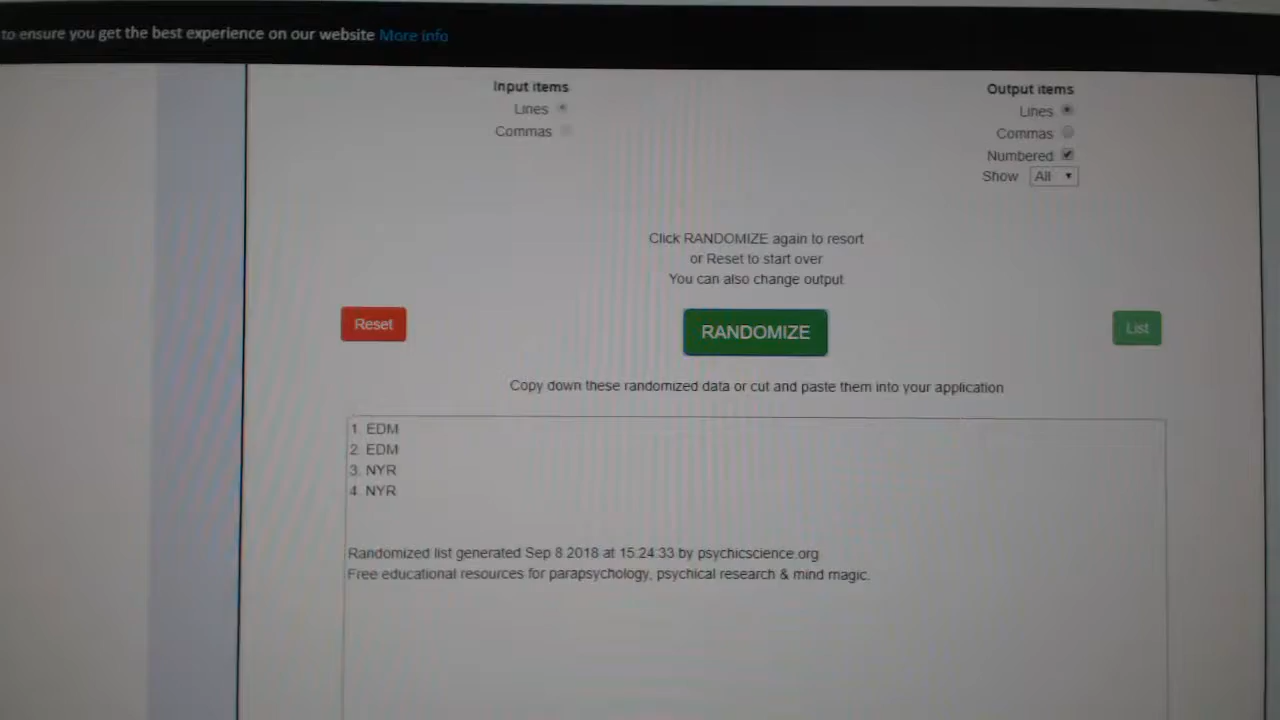 to ensure you get the best experience on our website More info
Input items
Lines
Commas
Output items
Lines
Commas
Numbered
Show All
Click RANDOMIZE again to resort
or Reset to start over
You can also change output
Reset
RANDOMIZE
List
Copy down these randomized data or cut and paste them into your application
1. EDM
2. EDM
3. NYR
4. NYR
Randomized list generated Sep 8 2018 at 15:24:33 by psychicscience.org
Free educational resources for parapsychology, psychical research & mind magic.